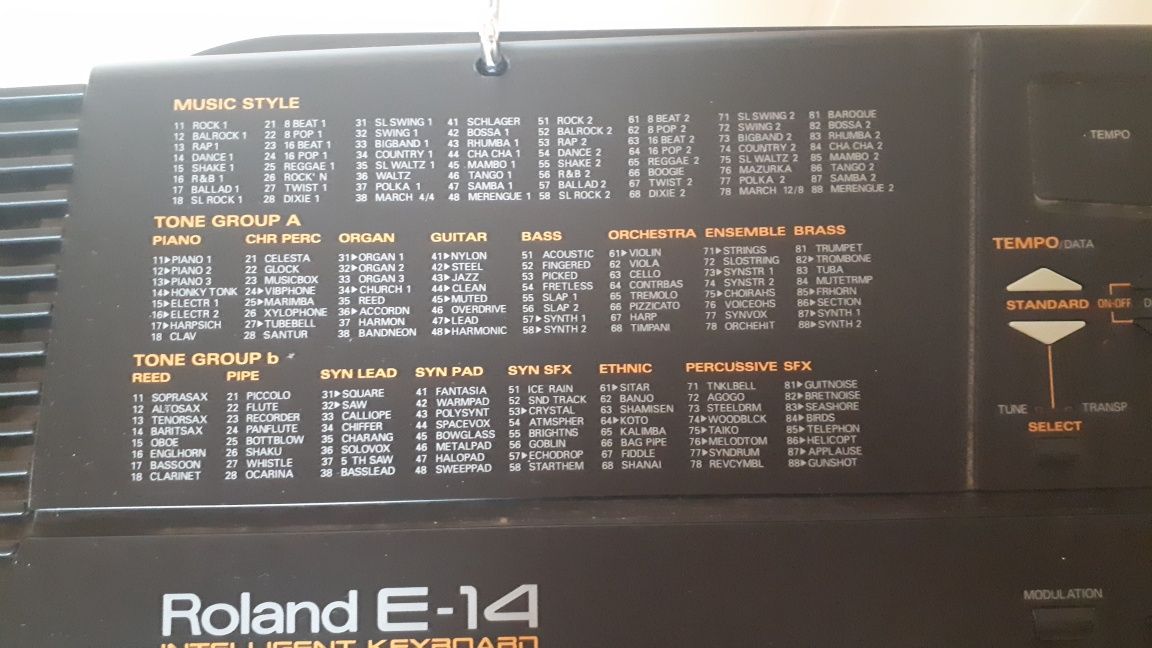 MUSIC STYLE
11 ROCK 1 21 8 BEAT 1 31 SL SWING 1 41 SCHLAGER 51 ROCK 2 61 8 BEAT 2 71 SL SWING 2 81 BAROQUE
12 BALROCK 1 22 8 POP 1 32 SWING 1 42 BOSSA 1 52 BALROCK 2 62 8 POP 2 72 SWING 2 82 BOSSA 2
13 RAP 1 23 16 BEAT 1 33 BIGBAND 1 43 RHUMBA 1 53 RAP 2 63 16 BEAT 2 73 BIGBAND 2 83 RHUMBA 2
14 DANCE 1 24 16 POP 1 34 COUNTRY 1 44 CHA CHA 1 54 DANCE 2 64 16 POP 2 74 COUNTRY 2 84 CHA CHA 2
15 SHAKE 1 25 REGGAE 1 35 SL WALTZ 1 45 MAMBO 1 55 SHAKE 2 65 REGGAE 2 75 SL WALTZ 2 85 MAMBO 2
16 R&B 1 26 ROCK' N 36 WALTZ 46 TANGO 1 56 R&B 2 66 BOOGIE 76 MAZURKA 86 TANGO 2
17 BALLAD 1 27 TWIST 1 37 POLKA 1 47 SAMBA 1 57 BALLAD 2 67 TWIST 2 77 POLKA 2 87 SAMBA 2
18 SL ROCK 1 28 DIXIE 1 38 MARCH 4/4 48 MERENGUE 1 58 SL ROCK 2 68 DIXIE 2 78 MARCH 12/8 88 MERENGUE 2
TONE GROUP A
PIANO CHR PERC ORGAN GUITAR BASS ORCHESTRA ENSEMBLE BRASS
11▸PIANO 1 21 CELESTA 31▸ORGAN 1 41▸NYLON 51 ACOUSTIC 61▸VIOLIN 71▸STRINGS 81 TRUMPET
12▸PIANO 2 22 GLOCK 32▸ORGAN 2 42▸STEEL 52 FINGERED 62 VIOLA 72 SLOSTRING 82▸TROMBONE
13▸PIANO 3 23 MUSICBOX 33 ORGAN 3 43▸JAZZ 53 PICKED 63 CELLO 73▸SYNSTR 1 83 TUBA
14▸HONKY TONK 24▸VIBPHONE 34▸CHURCH 1 44▸CLEAN 54 FRETLESS 64 CONTRBAS 74 SYNSTR 2 84 MUTETRMP
15▸ELECTR 1 25▸MARIMBA 35 REED 45▸MUTED 55 SLAP 1 65 TREMOLO 75▸CHOIRAHS 85▸FRHORN
16▸ELECTR 2 26 XYLOPHONE 36▸ACCORDN 46 OVERDRIVE 56 SLAP 2 66 PIZZICATO 76 VOICEOHS 86▸SECTION
17▸HARPSICH 27▸TUBEBELL 37 HARMON 47▸LEAD 57▸SYNTH 1 67 HARP 77 SYNVOX 87▸SYNTH 1
18 CLAV 28 SANTUR 38 BANDNEON 48▸HARMONIC 58▸SYNTH 2 68 TIMPANI 78 ORCHEHIT 88▸SYNTH 2
TONE GROUP b
REED PIPE SYN LEAD SYN PAD SYN SFX ETHNIC PERCUSSIVE SFX
11 SOPRASAX 21 PICCOLO 31▸SQUARE 41 FANTASIA 51 ICE RAIN 61▸SITAR 71 TNKLBELL 81▸GUITNOISE
12 ALTOSAX 22 FLUTE 32▸SAW 42 WARMPAD 52 SND TRACK 62 BANJO 72 AGOGO 82▸BRETNOISE
13 TENORSAX 23 RECORDER 33 CALLIOPE 43 POLYSYNT 53▸CRYSTAL 63 SHAMISEN 73 STEELDRM 83▸SEASHORE
14 BARITSAX 24 PANFLUTE 34 CHIFFER 44 SPACEVOX 54 ATMSPHER 64▸KOTO 74▸WOODBLCK 84▸BIRDS
15 OBOE 25 BOTTBLOW 35 CHARANG 45 BOWGLASS 55 BRIGHTNS 65 KALIMBA 75▸TAIKO 85▸TELEPHON
16 ENGLHORN 26 SHAKU 36 SOLOVOX 46 METALPAD 56 GOBLIN 66 BAG PIPE 76▸MELODTOM 86▸HELICOPT
17 BASSOON 27 WHISTLE 37 5 TH SAW 47 HALOPAD 57▸ECHODROP 67 FIDDLE 77▸SYNDRUM 87▸APPLAUSE
18 CLARINET 28 OCARINA 38 BASSLEAD 48 SWEEPPAD 58 STARTHEM 68 SHANAI 78 REVCYMBL 88▸GUNSHOT
TEMPO
TEMPO/DATA
STANDARD ON-OFF
TUNE TRANSP
SELECT
MODULATION
Roland E-14
INTELLIGENT KEYBOARD